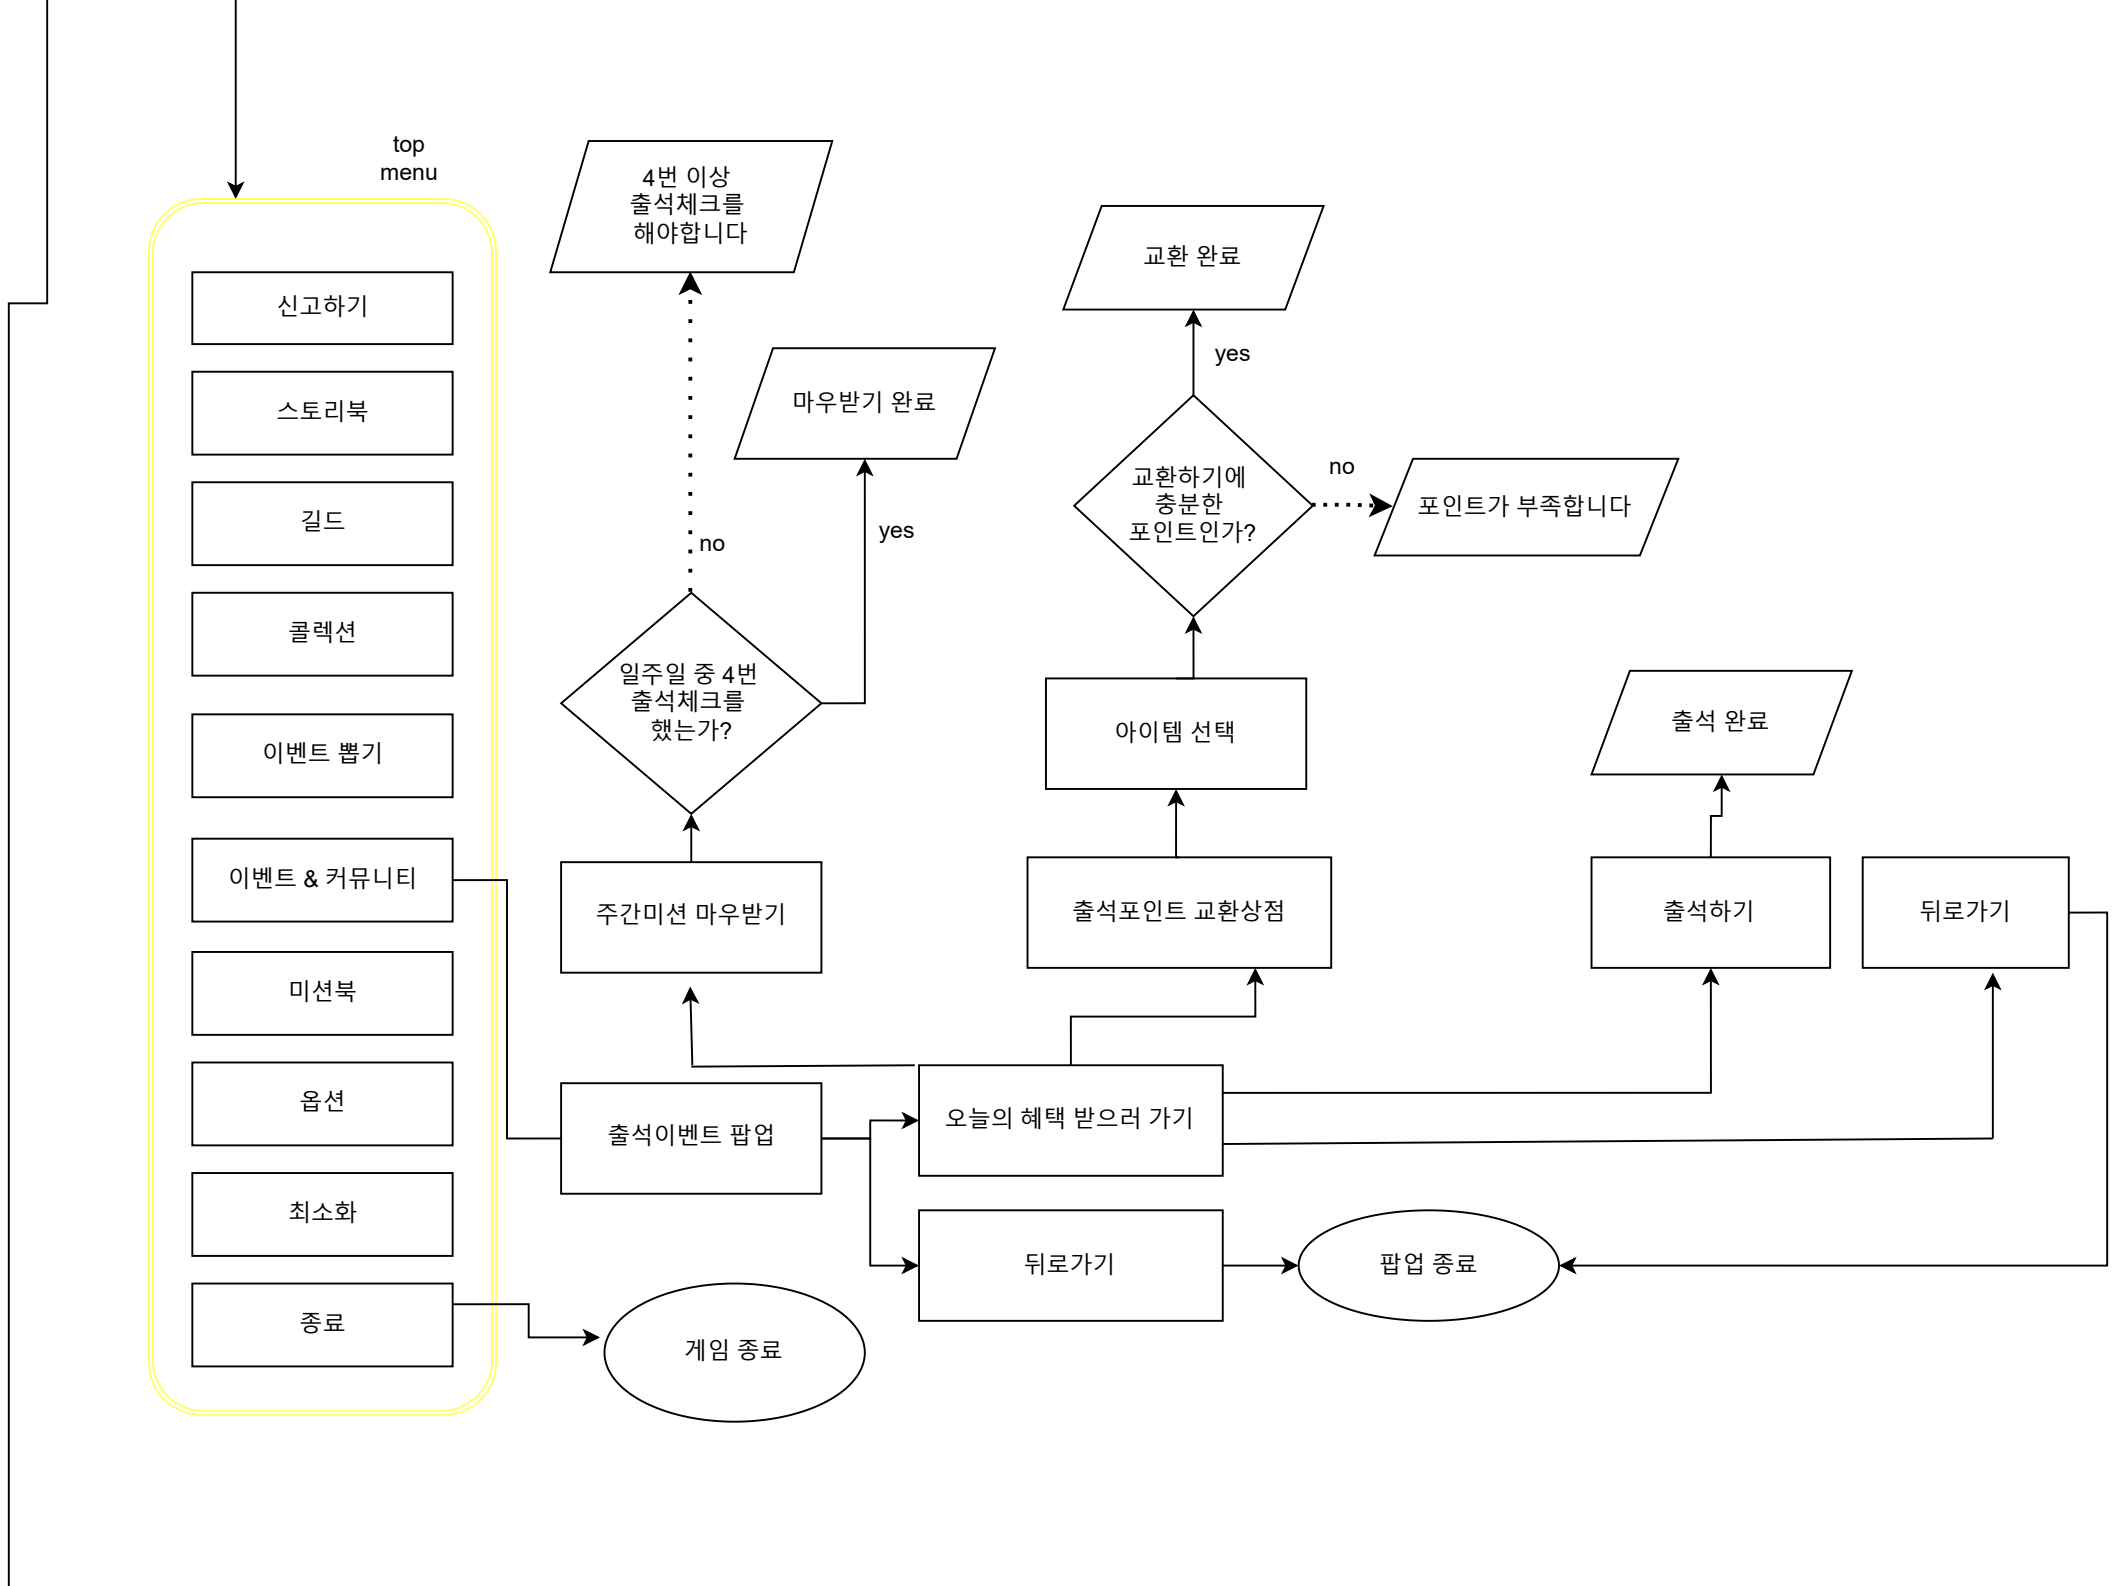 top
menu
신고하기
스토리북
길드
콜렉션
이벤트 뽑기
이벤트 & 커뮤니티
미션북
옵션
최소화
종료
4번 이상
출석체크를
해야합니다
마우받기 완료
no
yes
일주일 중 4번
출석체크를
했는가?
주간미션 마우받기
출석이벤트 팝업
게임 종료
교환 완료
yes
교환하기에
충분한
포인트인가?
no
포인트가 부족합니다
아이템 선택
출석포인트 교환상점
오늘의 혜택 받으러 가기
뒤로가기
팝업 종료
출석 완료
출석하기
뒤로가기